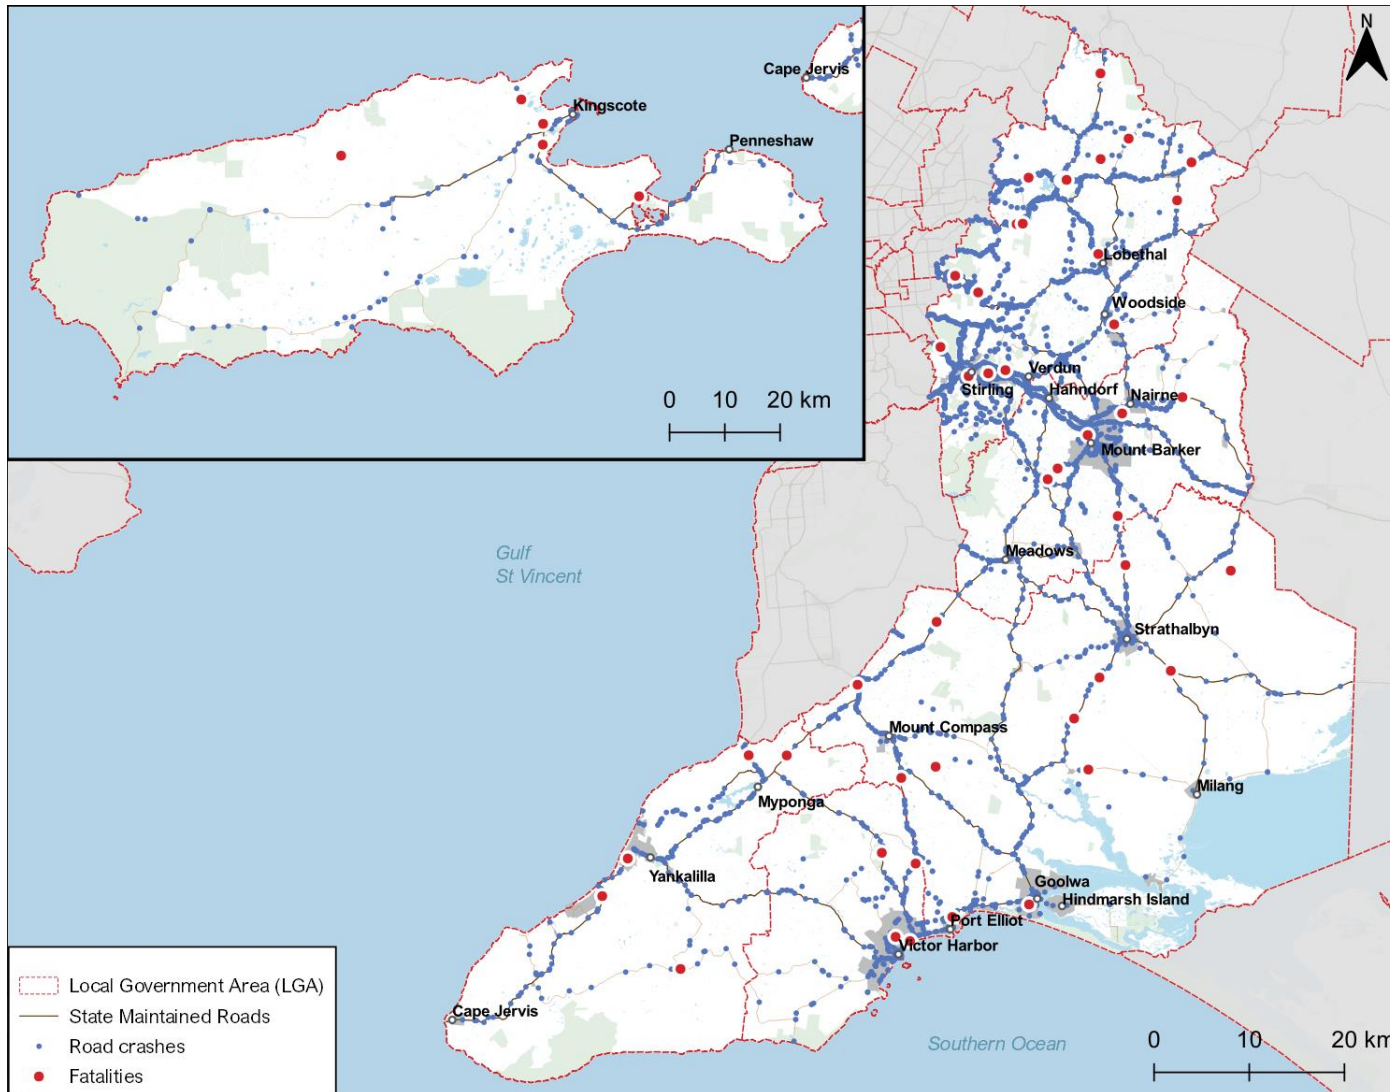 Cape Jervis
Kingscote
Penneshaw
0 10 20 km
N
Lobethal
Woodside
Verdun
Stirling
Hahndorf
Nairne
Mount Barker
Gulf
St Vincent
Meadows
Strathalbyn
Mount Compass
Milang
Myponga
Yankalilla
Goolwa
Hindmarsh Island
Port Elliot
Victor Harbor
Cape Jervis
Southern Ocean
0 10 20 km
Local Government Area (LGA)
State Maintained Roads
Road crashes
Fatalities